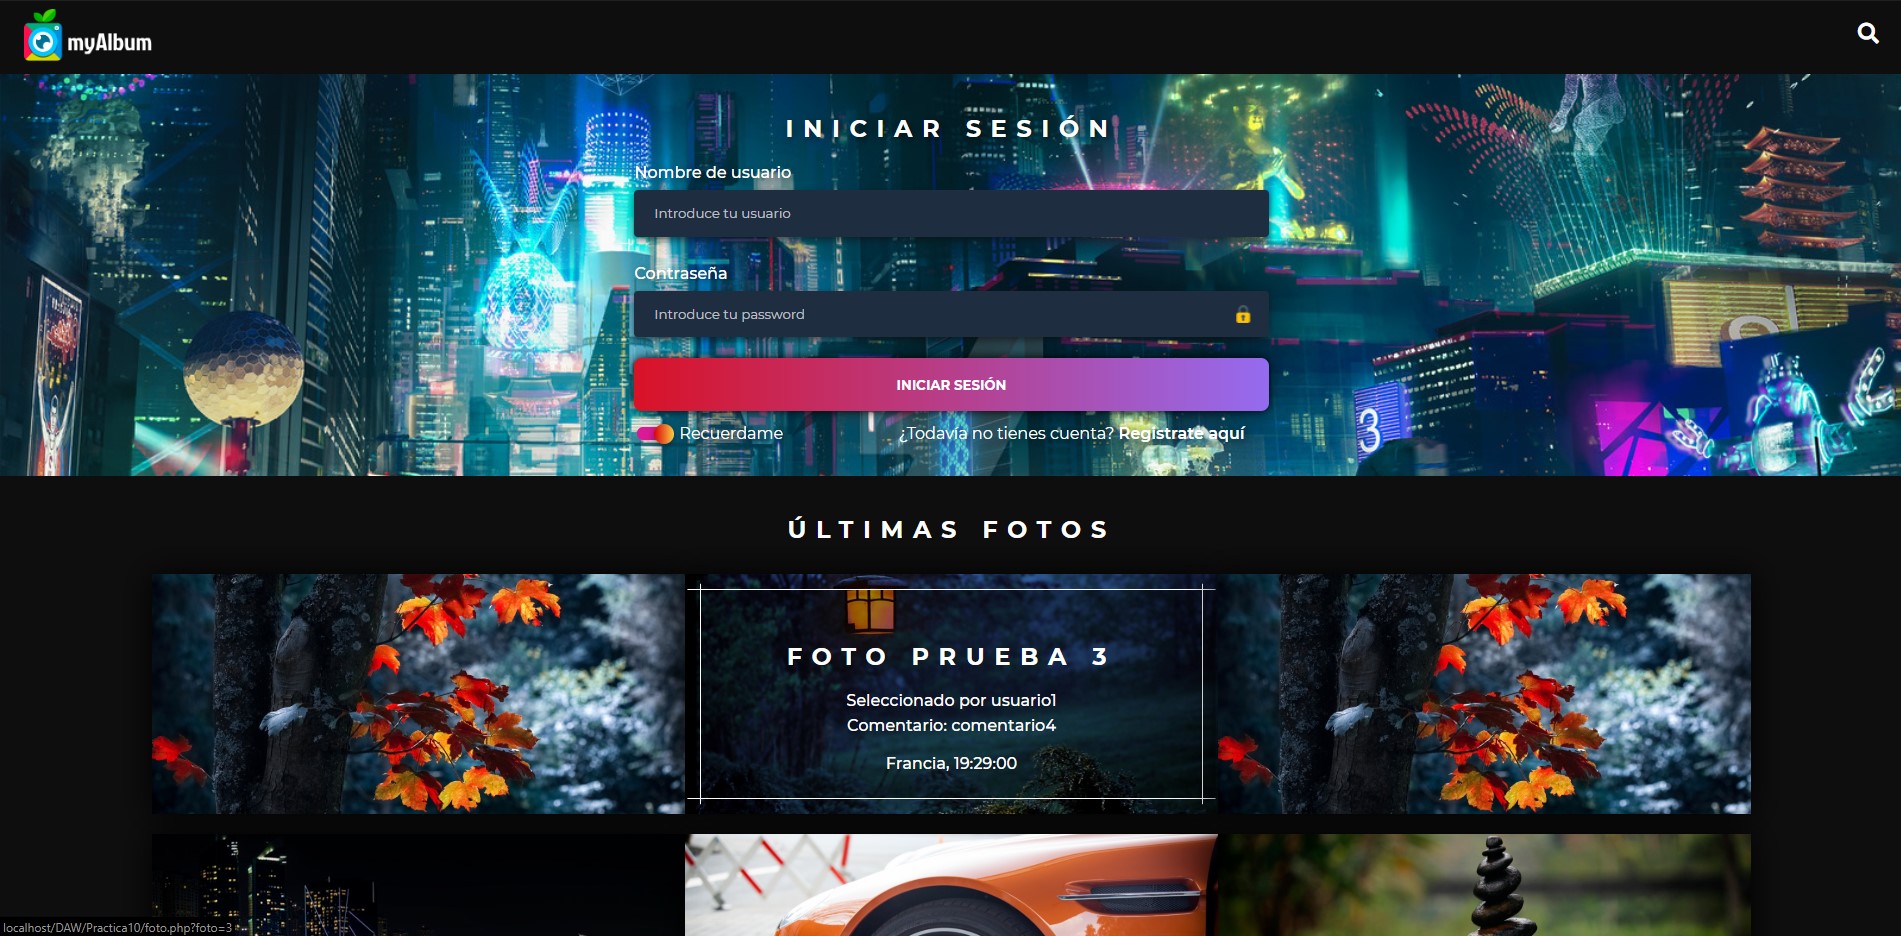 myAlbum
INICIAR SESIÓN
Nombre de usuario
Introduce tu usuario
Contraseña
Introduce tu password
INICIAR SESIÓN
Recuerdame
¿Todavía no tienes cuenta? Registrate aquí
3
ÚLTIMAS FOTOS
FOTO PRUEBA 3
Seleccionado por usuario1
Comentario: comentario4
Francia, 19:29:00
localhost/DAW/Practica10/foto.php?foto=3